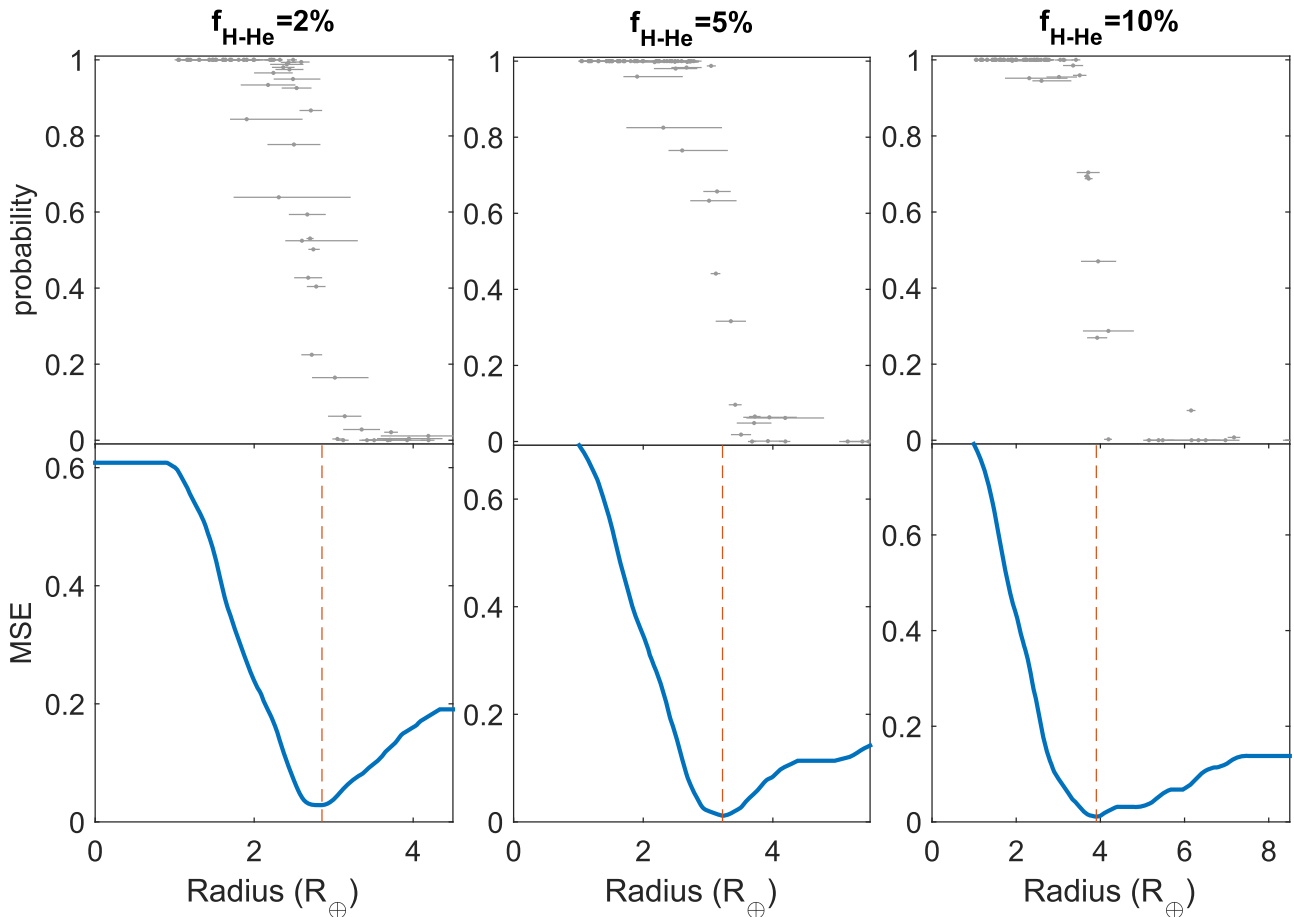 f_H-He=2% f_H-He=5% f_H-He=10%
1 1 1
0.8 0.8 0.8
0.6 0.6 0.6
probability
0.4 0.4 0.4
0.2 0.2 0.2
0 0 0
0.6 0.6 0.6
0.4 0.4 0.4
MSE
0.2 0.2 0.2
0 0 0
0 2 4 0 2 4 0 2 4 6 8
Radius (R⊕) Radius (R⊕) Radius (R⊕)